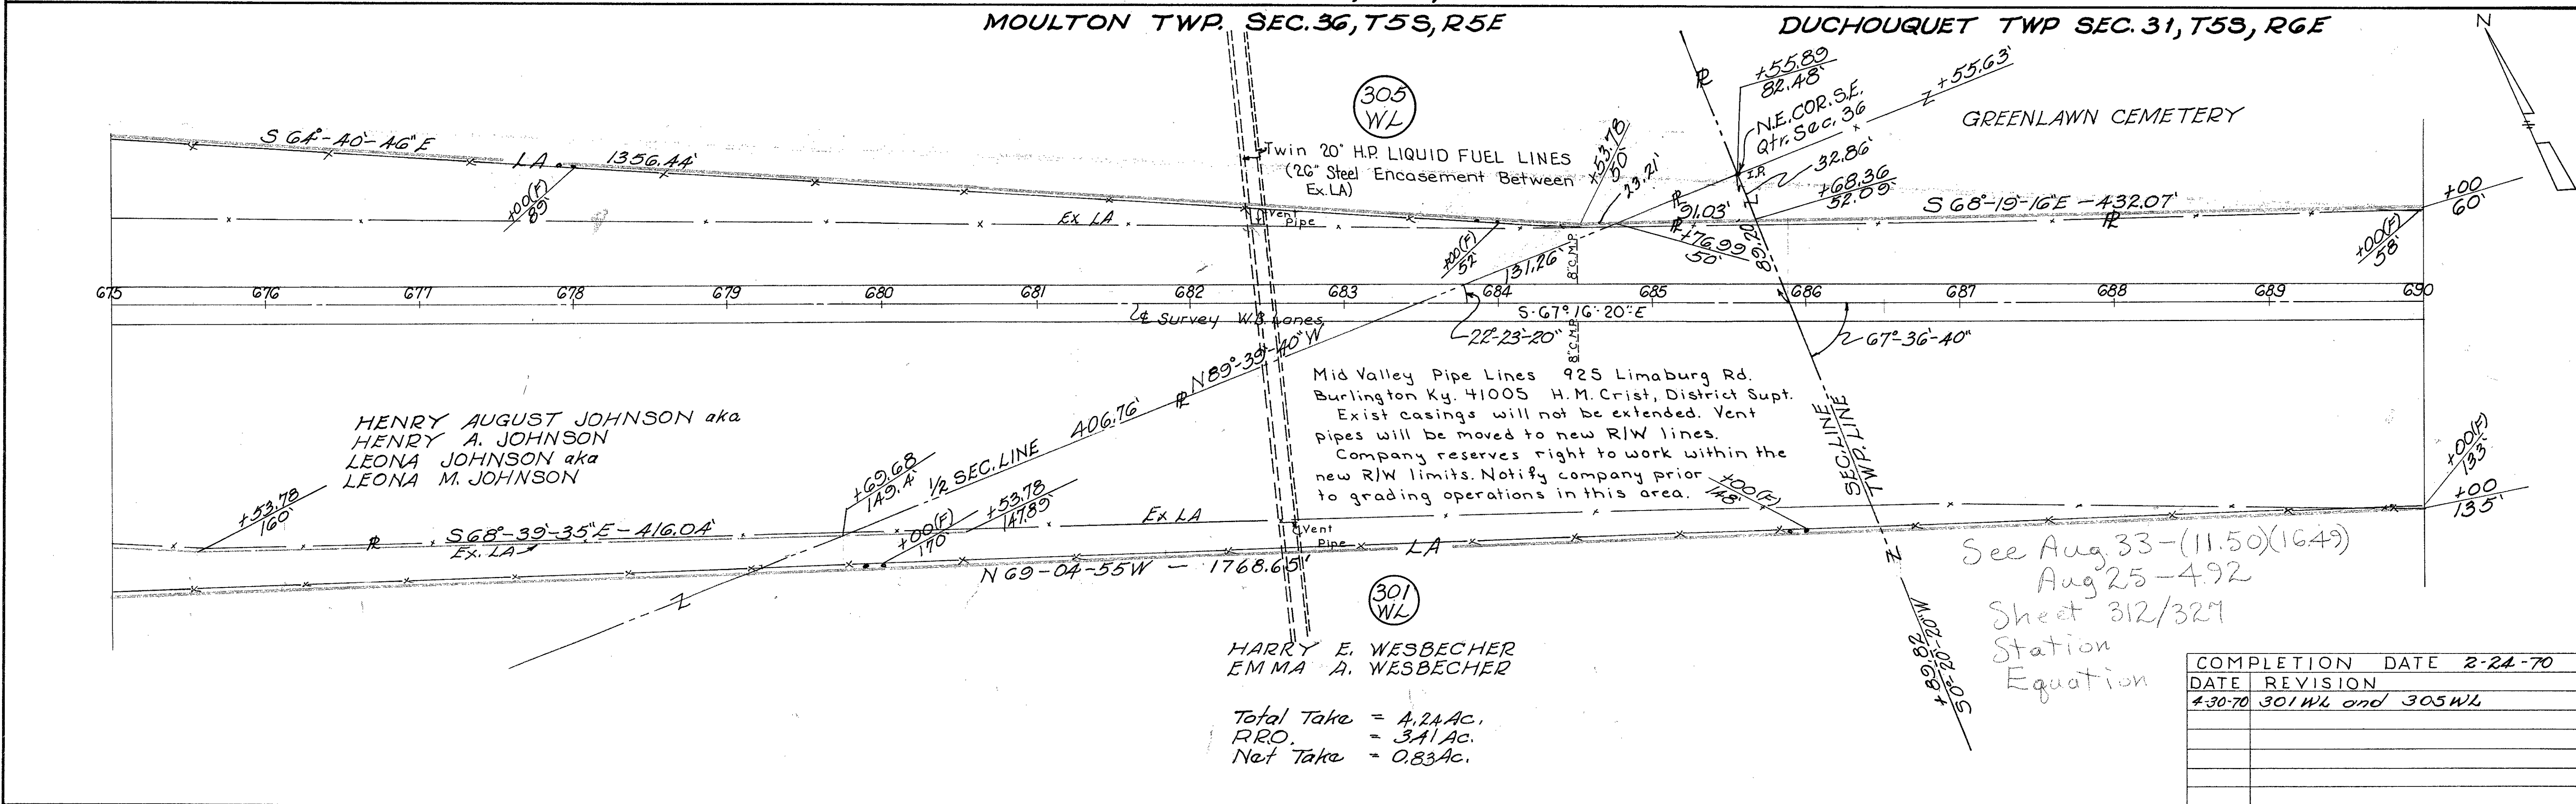 MOULTON TWP. SEC.36, T5S, R5E
DUCHOUQUET TWP SEC. 31, T5S, R6E
N
S 64°-40'-46" E
LA
1356.44'
+00(F)
89'
305
WL
Twin 20" H.P. LIQUID FUEL LINES
(26" Steel Encasement Between
Ex. LA)
+53.78
50'
23.21'
+55.89
82.48'
N.E. COR. S.E.
Qtr. Sec. 36
Z
+55.63'
GREENLAWN CEMETERY
I.P.
32.86'
+68.36
52.09'
S 68°-19'-16"E - 432.07'
+00
60'
+00(F)
58'
Ex LA
Vent
Pipe
91.03'
+76.99
50'
89.20'
+00(F)
52'
131.26'
8" C.M.P.
675 676 677 678 679 680 681 682 683 684 685 686 687 688 689 690
℄ Survey W.B. Lanes
S-67°16'-20"E
22°-23'-20"
8" C.M.P.
67°-36'-40"
N89°-39'-40"W
406.76'
1/2 SEC. LINE
Mid Valley Pipe Lines 925 Limaburg Rd.
Burlington Ky. 41005 H.M. Crist, District Supt.
Exist casings will not be extended. Vent
pipes will be moved to new R/W lines.
Company reserves right to work within the
new R/W limits. Notify company prior
to grading operations in this area.
SEC. LINE
TWP. LINE
HENRY AUGUST JOHNSON aka
HENRY A. JOHNSON
LEONA JOHNSON aka
LEONA M. JOHNSON
+53.78
160'
+69.68
149.4'
+00(F)
170'
+53.78
147.89'
+00(F)
148'
+00(F)
133'
+00
135'
S68°-39'-35"E - 416.04'
Ex. LA
Ex LA
Vent
Pipe
LA
N 69-04-55W - 1768.65'
Z
301
WL
HARRY E. WESBECHER
EMMA A. WESBECHER
Total Take = 4.24 Ac.
P.R.O. = 3.41 Ac.
Net Take = 0.83 Ac.
Z
+89.82
S0°-20'-20"W
See Aug. 33-(11.50)(16.49)
Aug 25-4.92
Sheet 312/327
Station
Equation
COMPLETION DATE 2-24-70
DATE REVISION
4-30-70 301 WL and 305 WL